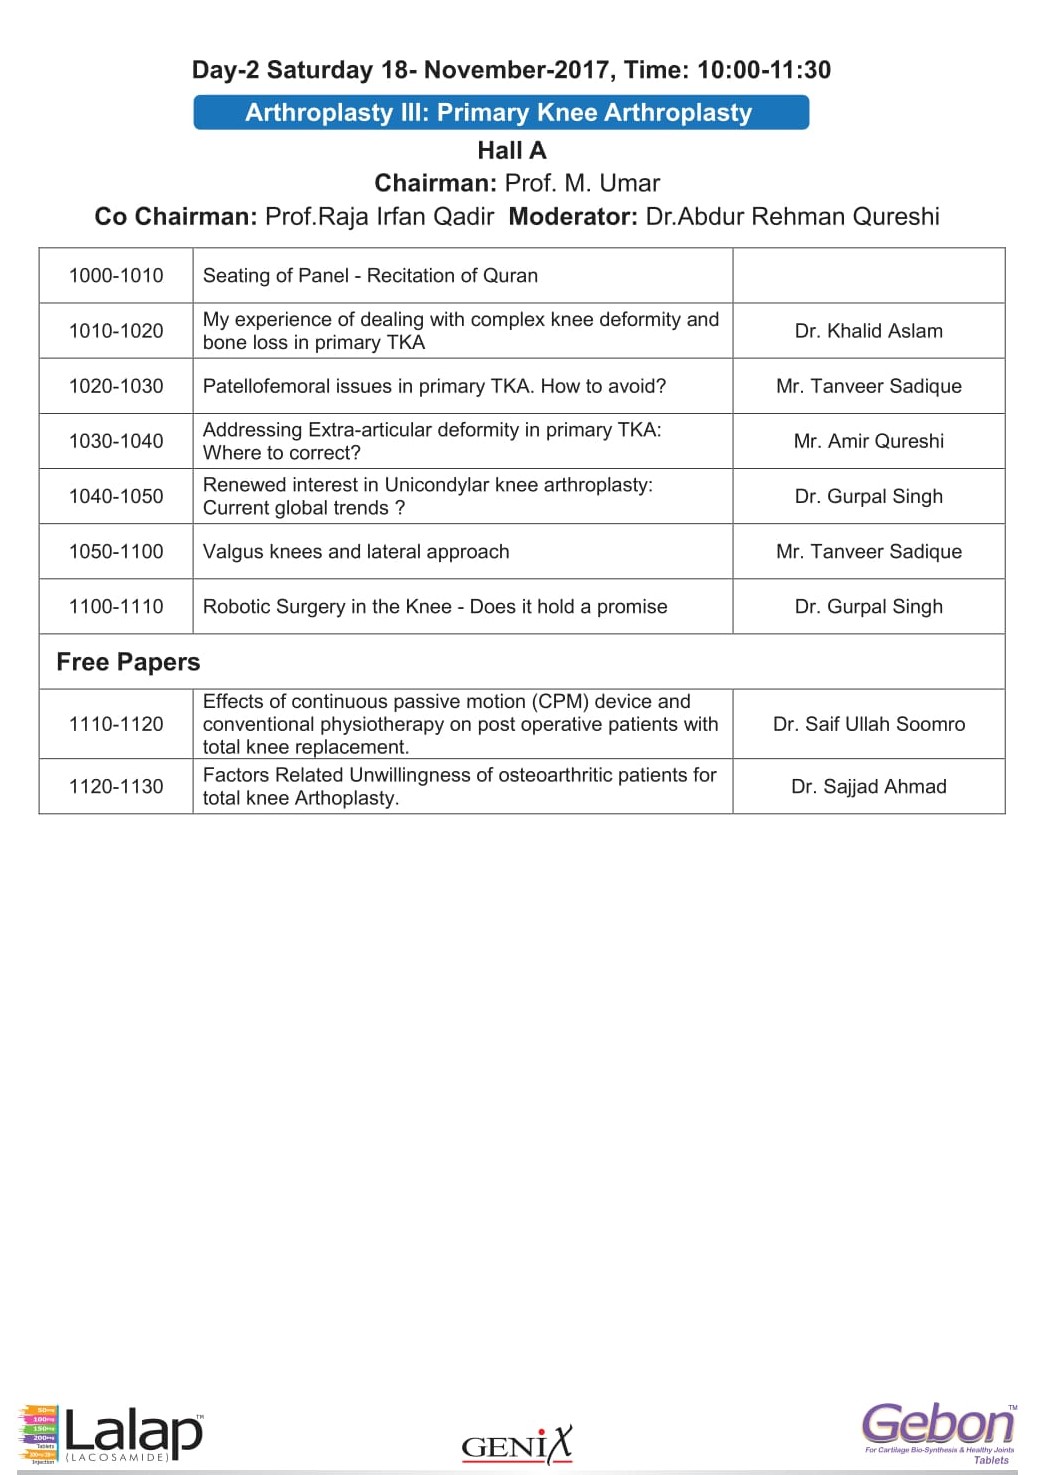 Day-2 Saturday 18- November-2017, Time: 10:00-11:30
Arthroplasty III: Primary Knee Arthroplasty
Hall A
Chairman: Prof. M. Umar
Co Chairman: Prof.Raja Irfan Qadir Moderator: Dr.Abdur Rehman Qureshi
1000-1010
Seating of Panel - Recitation of Quran
1010-1020
My experience of dealing with complex knee deformity and
bone loss in primary TKA
Dr. Khalid Aslam
1020-1030
Patellofemoral issues in primary TKA. How to avoid?
Mr. Tanveer Sadique
1030-1040
Addressing Extra-articular deformity in primary TKA:
Where to correct?
Mr. Amir Qureshi
1040-1050
Renewed interest in Unicondylar knee arthroplasty:
Current global trends ?
Dr. Gurpal Singh
1050-1100
Valgus knees and lateral approach
Mr. Tanveer Sadique
1100-1110
Robotic Surgery in the Knee - Does it hold a promise
Dr. Gurpal Singh
Free Papers
1110-1120
Effects of continuous passive motion (CPM) device and
conventional physiotherapy on post operative patients with
total knee replacement.
Dr. Saif Ullah Soomro
1120-1130
Factors Related Unwillingness of osteoarthritic patients for
total knee Arthoplasty.
Dr. Sajjad Ahmad
50mg
100mg
150mg
200mg
Tablets
Injection
Lalap™
(LACOSAMIDE)
GENIX
Gebon™
For Cartilage Bio-Synthesis & Healthy Joints
Tablets